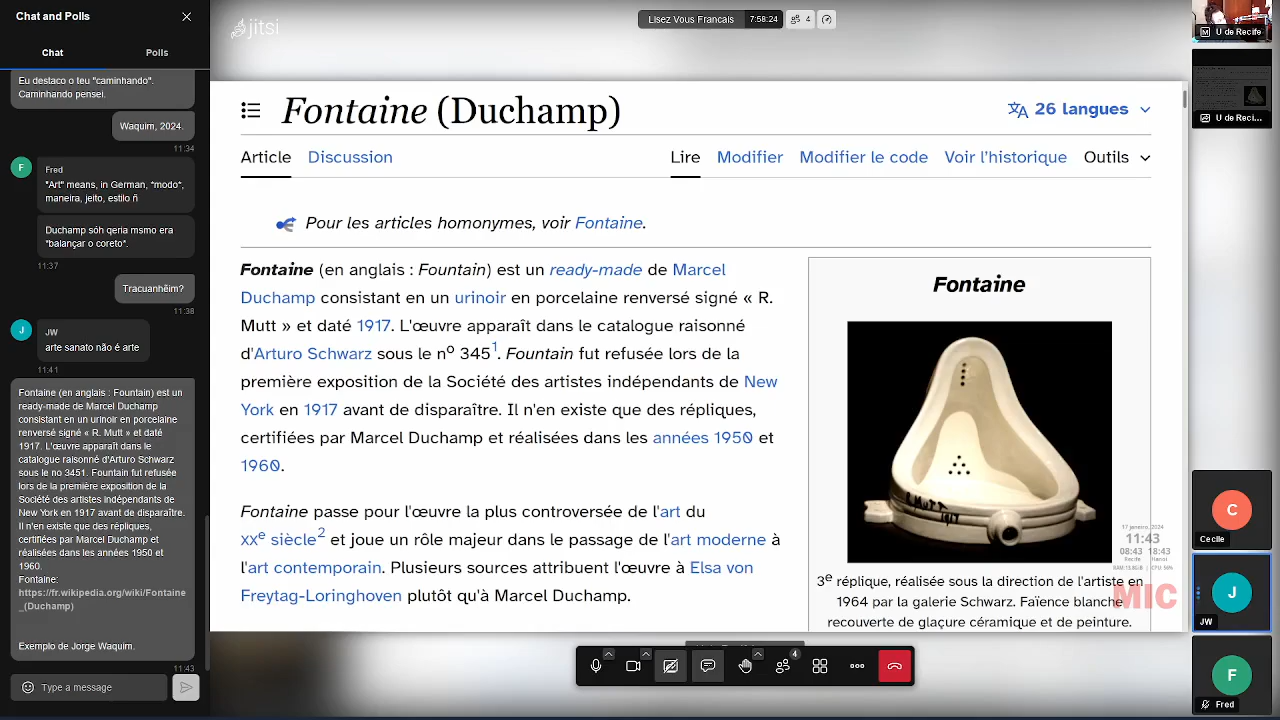 Chat and Polls
Chat
Polls
Eu destaco o teu "caminhando".
Caminhando pensei.
Waquim, 2024.
11:34
F
Fred
"Art" means, in German, *modo*,
maneira, jeito, estilo ñ
Duchamp són qeria msmo era
*balançar o coreto*.
11:37
Tracuanhēim?
11:38
J
JW
arte sanato não é arte
11:41
Fontaine (en anglais : Fountain) est un
ready-made de Marcel Duchamp
consistant en un urinoir en porcelaine
renversé signé « R. Mutt » et daté
1917. L'œuvre apparaît dans le
catalogue raisonné d'Arturo Schwarz
sous le no 3451. Fountain fut refusée
lors de la première exposition de la
Société des artistes indépendants de
New York en 1917 avant de disparaître.
Il n'en existe que des répliques,
certifiées par Marcel Duchamp et
réalisées dans les années 1950 et
1960.
Fontaine:
https://fr.wikipedia.org/wiki/Fontaine
_(Duchamp)
Exemplo de Jorge Waquim.
11:43
Type a message
jitsi
Lisez Vous Francais
7:58:24
4
Fontaine (Duchamp)
26 langues
Article
Discussion
Lire
Modifier
Modifier le code
Voir l'historique
Outils
Pour les articles homonymes, voir Fontaine.
Fontaine (en anglais : Fountain) est un ready-made de Marcel
Duchamp consistant en un urinoir en porcelaine renversé signé « R.
Mutt » et daté 1917. L'œuvre apparaît dans le catalogue raisonné
d'Arturo Schwarz sous le nº 345¹. Fountain fut refusée lors de la
première exposition de la Société des artistes indépendants de New
York en 1917 avant de disparaître. Il n'en existe que des répliques,
certifiées par Marcel Duchamp et réalisées dans les années 1950 et
1960.
Fontaine passe pour l'œuvre la plus controversée de l'art du
XXᵉ siècle² et joue un rôle majeur dans le passage de l'art moderne à
l'art contemporain. Plusieurs sources attribuent l'œuvre à Elsa von
Freytag-Loringhoven plutôt qu'à Marcel Duchamp.
Fontaine
R. MUTT
1917
3ᵉ réplique, réalisée sous la direction de l'artiste en
1964 par la galerie Schwarz. Faïence blanche
recouverte de glaçure céramique et de peinture.
17 janeiro, 2024
11:43
08:43 18:43
Recife Hanoi
MIC
4
M
U de Recife
U de Reci...
C
Cecile
J
JW
F
Fred